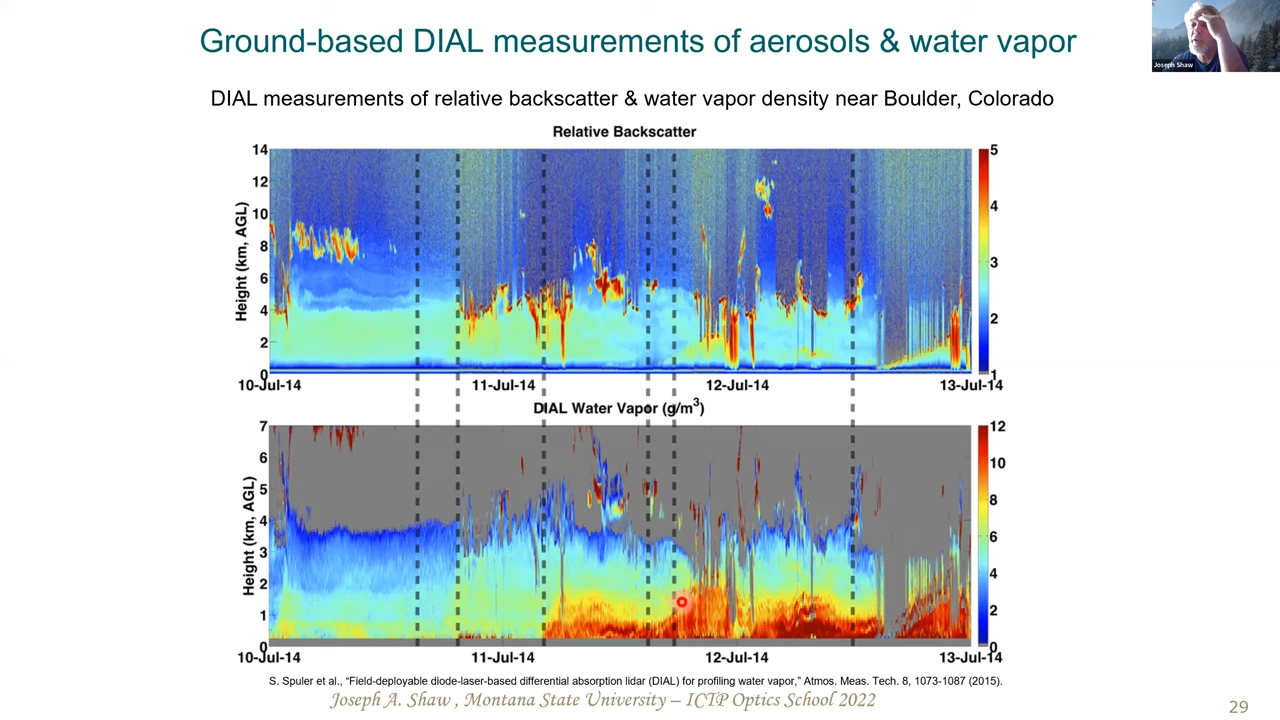 Ground-based DIAL measurements of aerosols & water vapor
Joseph Shaw
DIAL measurements of relative backscatter & water vapor density near Boulder, Colorado
Relative Backscatter
Height (km, AGL)
14
12
10
8
6
4
2
0
10-Jul-14 11-Jul-14 12-Jul-14 13-Jul-14
5
4
3
2
1
DIAL Water Vapor (g/m³)
Height (km, AGL)
7
6
5
4
3
2
1
0
10-Jul-14 11-Jul-14 12-Jul-14 13-Jul-14
12
10
8
6
4
2
0
S. Spuler et al., “Field-deployable diode-laser-based differential absorption lidar (DIAL) for profiling water vapor,” Atmos. Meas. Tech. 8, 1073-1087 (2015).
Joseph A. Shaw , Montana State University – ICTP Optics School 2022
29